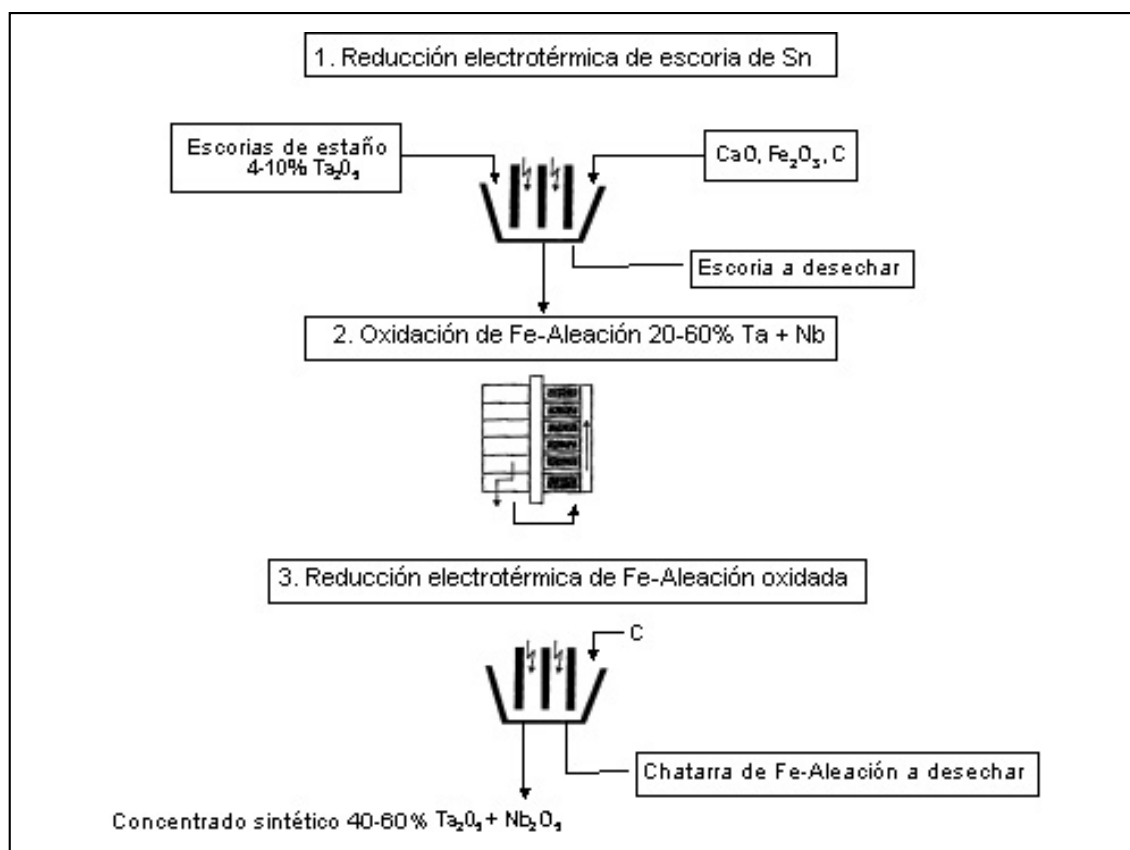 1. Reducción electrotérmica de escoria de Sn
Escorias de estaño
4-10% Ta₂O₅
CaO, Fe₂O₃, C
Escoria a desechar
2. Oxidación de Fe-Aleación 20-60% Ta + Nb
3. Reducción electrotérmica de Fe-Aleación oxidada
C
Chatarra de Fe-Aleación a desechar
Concentrado sintético 40-60% Ta₂O₅ + Nb₂O₅